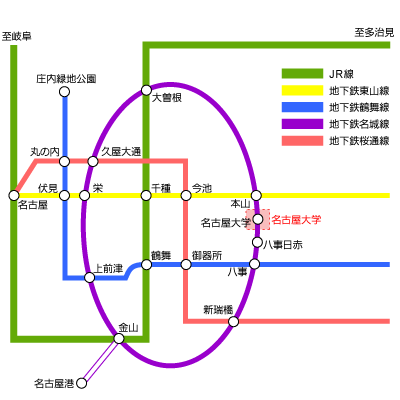 至岐阜
至多治見
庄内緑地公園
JR線
地下鉄東山線
地下鉄鶴舞線
地下鉄名城線
地下鉄桜通線
大曽根
丸の内
久屋大通
伏見
栄
千種
今池
本山
名古屋
名古屋大学
名古屋大学
八事日赤
鶴舞
御器所
八事
上前津
新瑞橋
金山
名古屋港